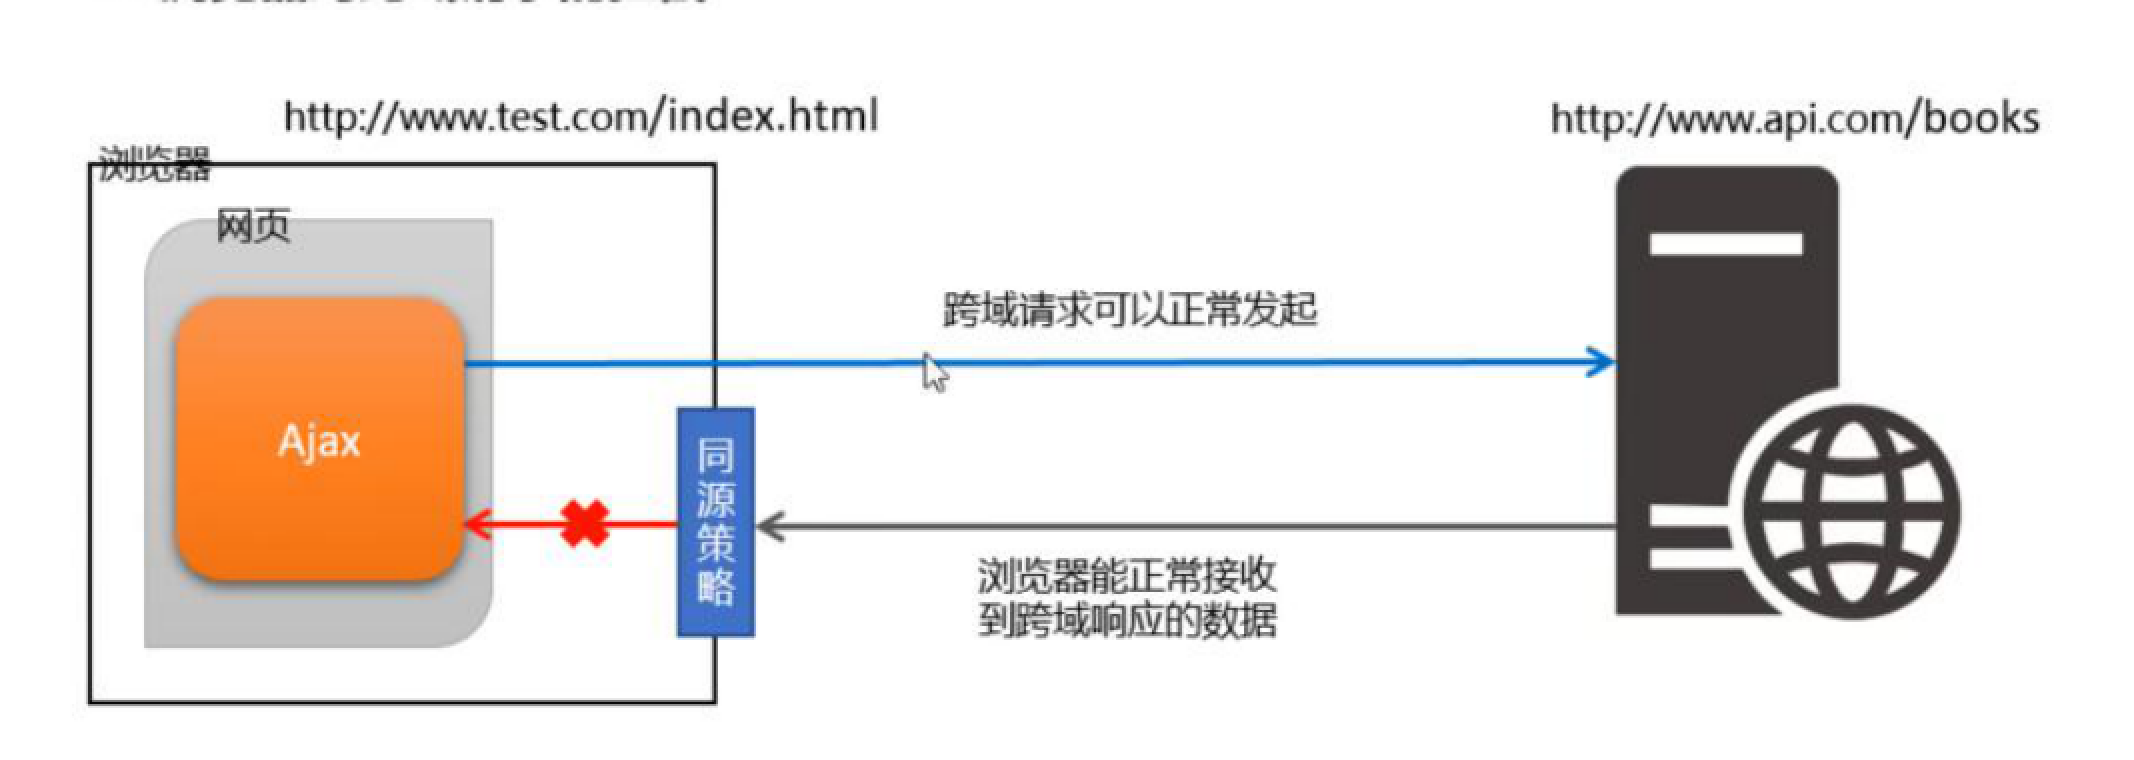 http://www.test.com/index.html
http://www.api.com/books
浏览器
网页
跨域请求可以正常发起
Ajax
同源策略
浏览器能正常接收
到跨域响应的数据